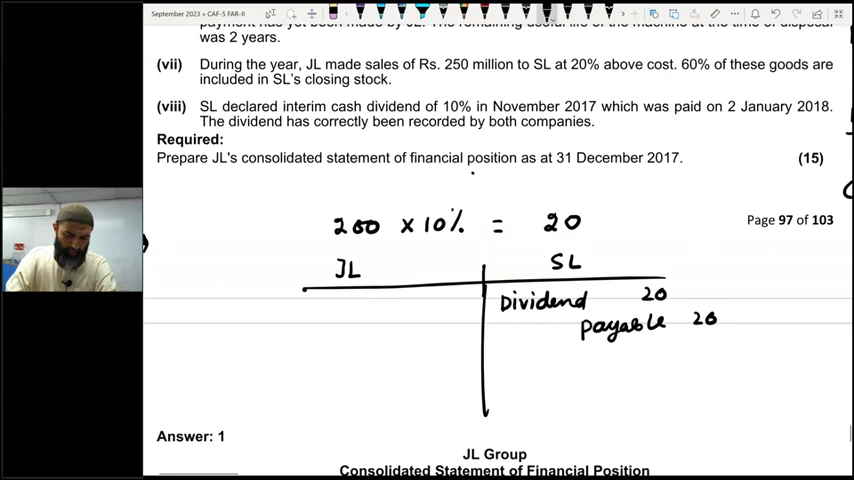 September 2023 » CAF-5 FAR-II
was 2 years.
(vii) During the year, JL made sales of Rs. 250 million to SL at 20% above cost. 60% of these goods are
included in SL's closing stock.
(viii) SL declared interim cash dividend of 10% in November 2017 which was paid on 2 January 2018.
The dividend has correctly been recorded by both companies.
Required:
Prepare JL's consolidated statement of financial position as at 31 December 2017. (15)
200 × 10% = 20
Page 97 of 103
JL SL
Dividend 20
payable 20
Answer: 1
JL Group
Consolidated Statement of Financial Position